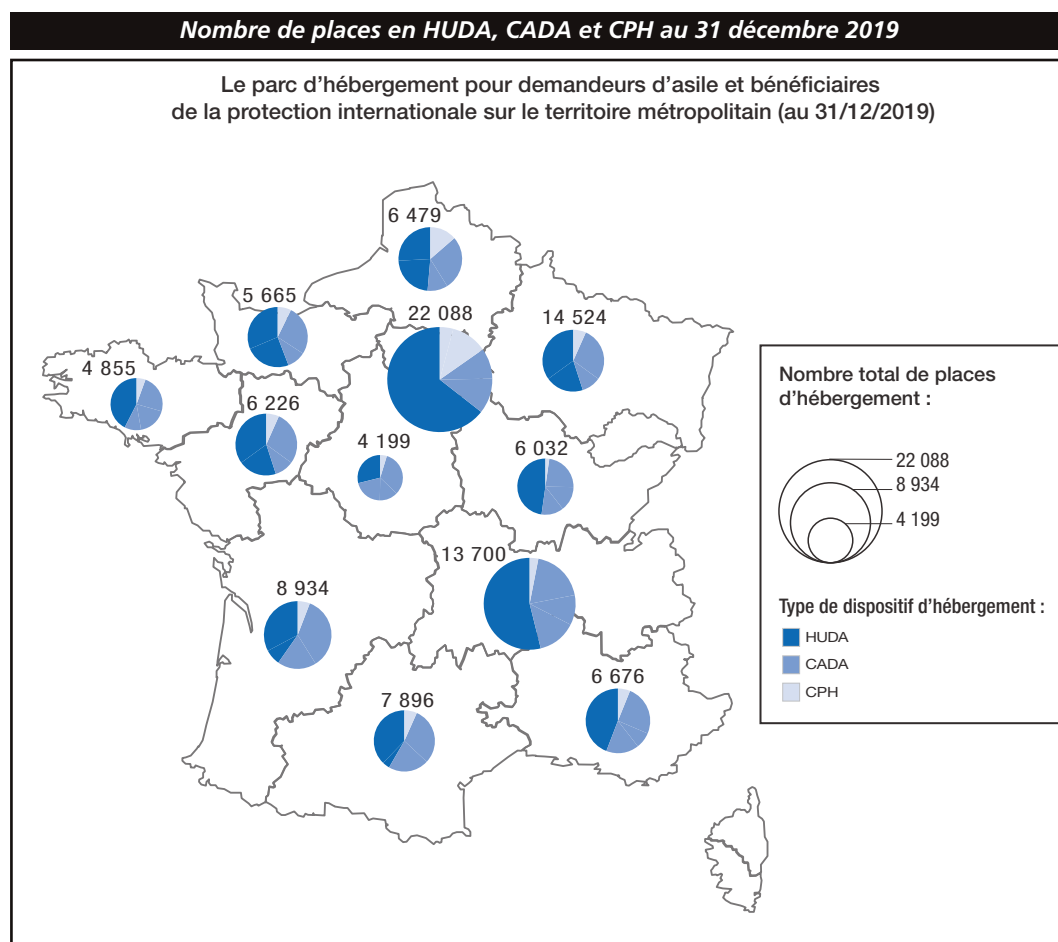 Nombre de places en HUDA, CADA et CPH au 31 décembre 2019
Le parc d'hébergement pour demandeurs d'asile et bénéficiaires
de la protection internationale sur le territoire métropolitain (au 31/12/2019)
6 479
5 665
22 088
14 524
4 855
6 226
4 199
6 032
13 700
8 934
7 896
6 676
Nombre total de places
d'hébergement :
22 088
8 934
4 199
Type de dispositif d'hébergement :
HUDA
CADA
CPH